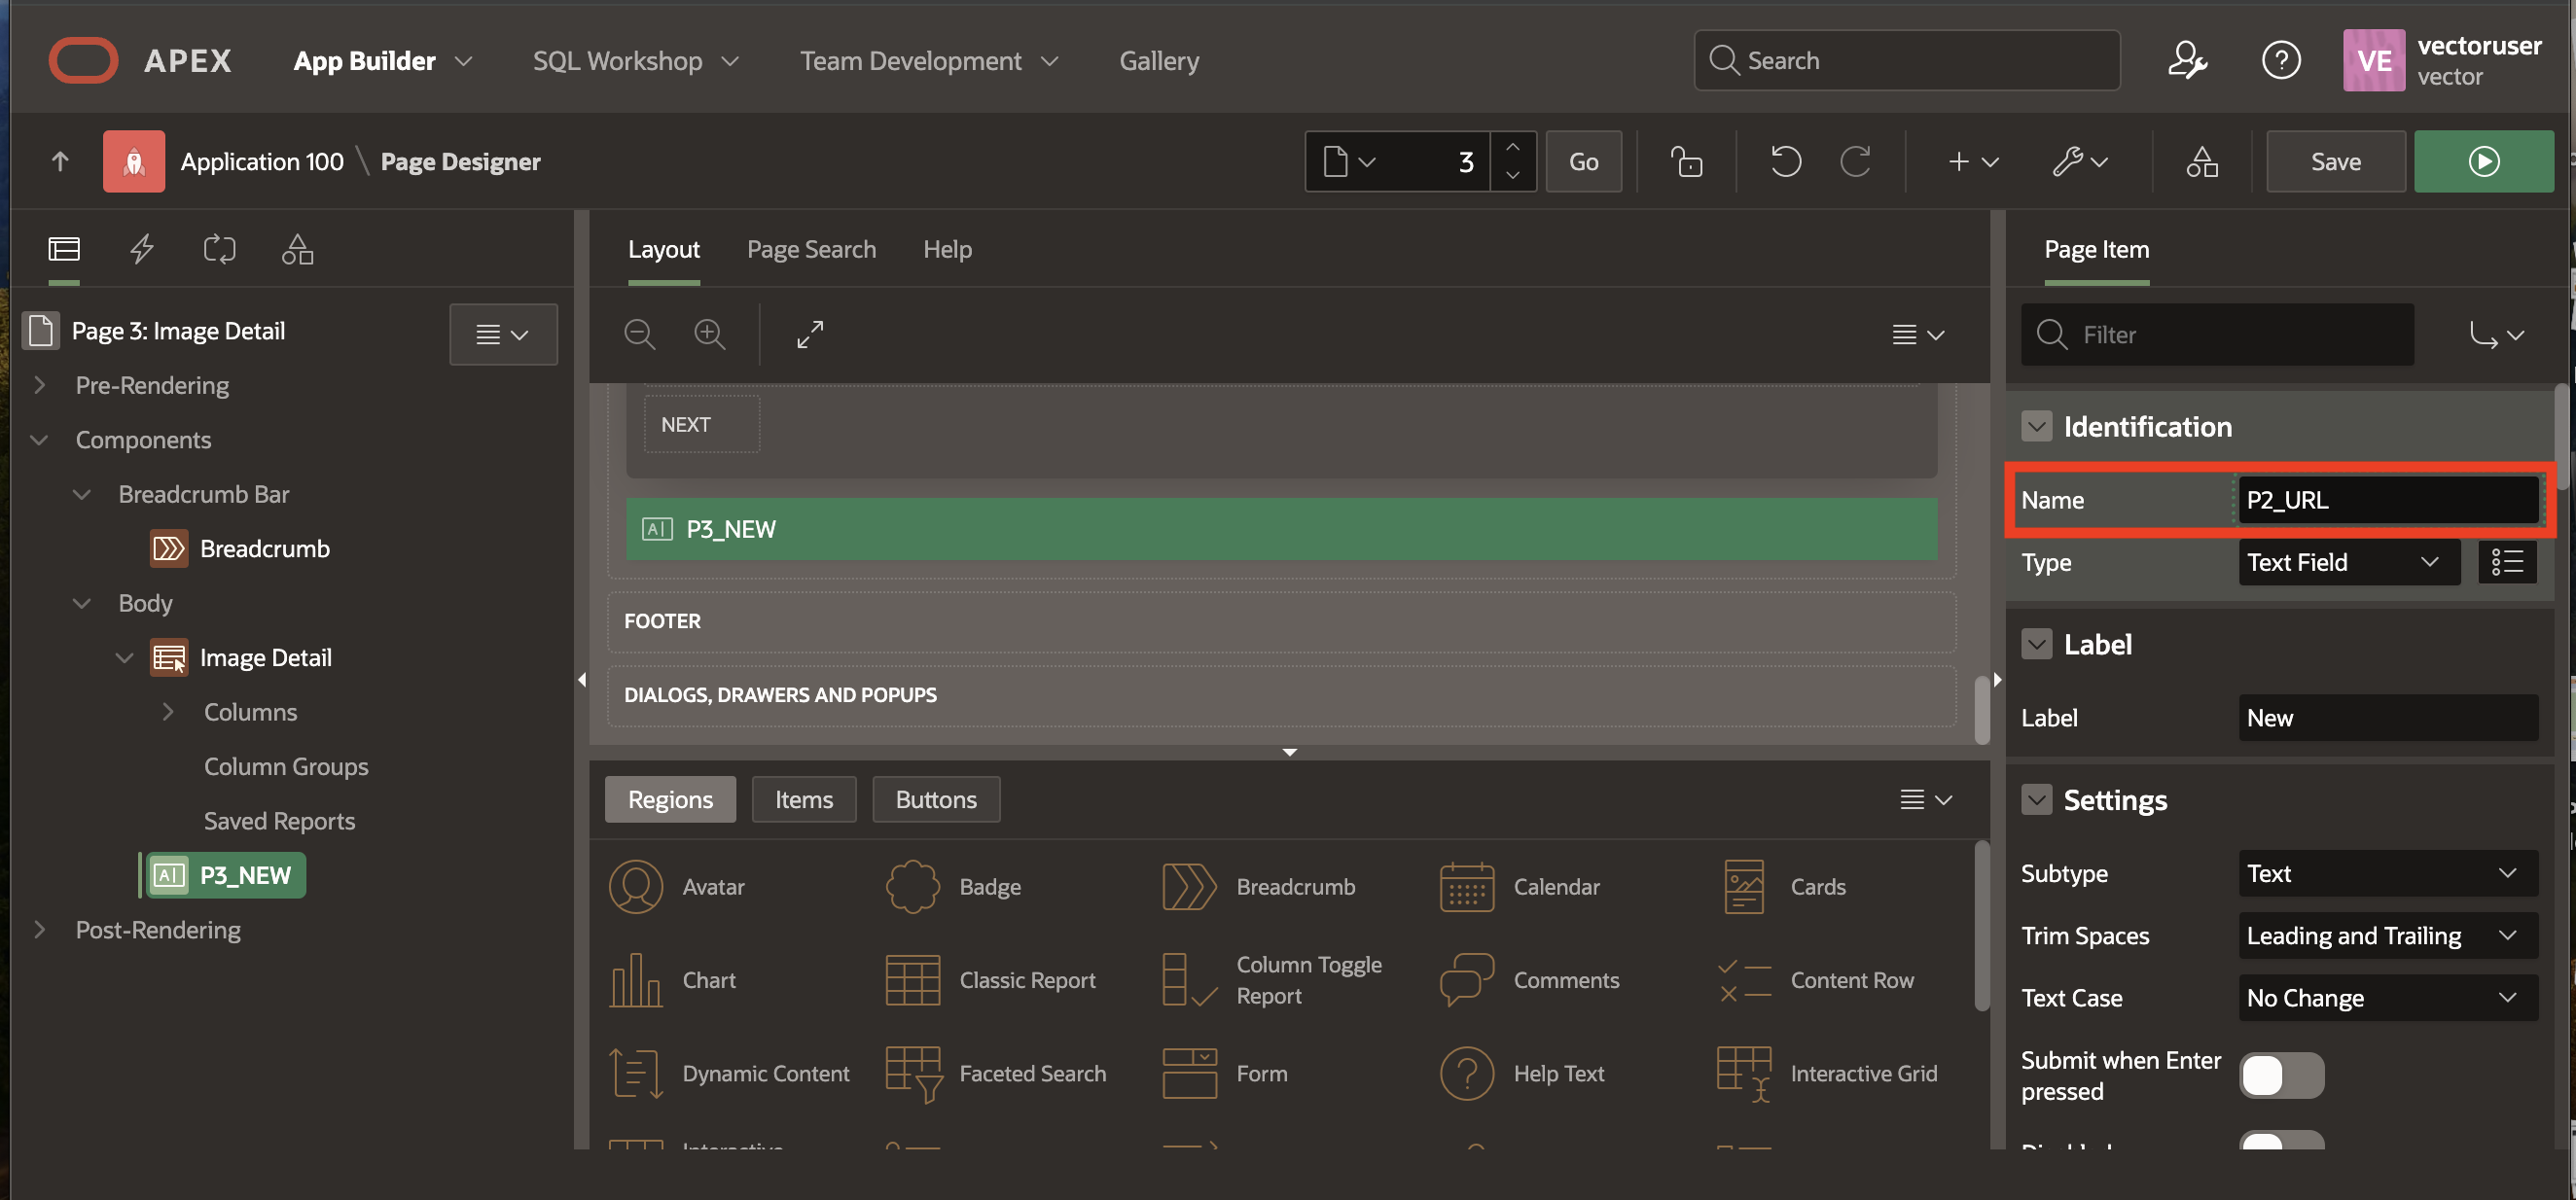 APEX App Builder SQL Workshop Team Development Gallery Search VE vectoruser
vector
Application 100 \ Page Designer 3 Go Save
Layout Page Search Help
Page Item
Page 3: Image Detail
Pre-Rendering
Components
Breadcrumb Bar
Breadcrumb
Body
Image Detail
Columns
Column Groups
Saved Reports
P3_NEW
Post-Rendering
NEXT
P3_NEW
FOOTER
DIALOGS, DRAWERS AND POPUPS
Regions Items Buttons
Avatar Badge Breadcrumb Calendar Cards
Chart Classic Report Column Toggle Report Comments Content Row
Dynamic Content Faceted Search Form Help Text Interactive Grid
Filter
Identification
Name P2_URL
Type Text Field
Label
Label New
Settings
Subtype Text
Trim Spaces Leading and Trailing
Text Case No Change
Submit when Enter
pressed